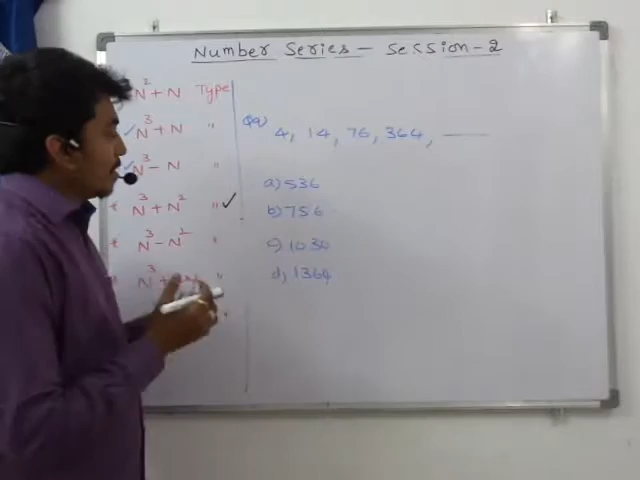 Number Series - Session-2
N² + N Type
✓ N³ + N "
✓ N³ - N "
* N³ + N² " ✓
* N³ - N² "
* N³ + "
"
4, 14, 76, 364, ____
a) 536
b) 756
c) 1030
d) 1364